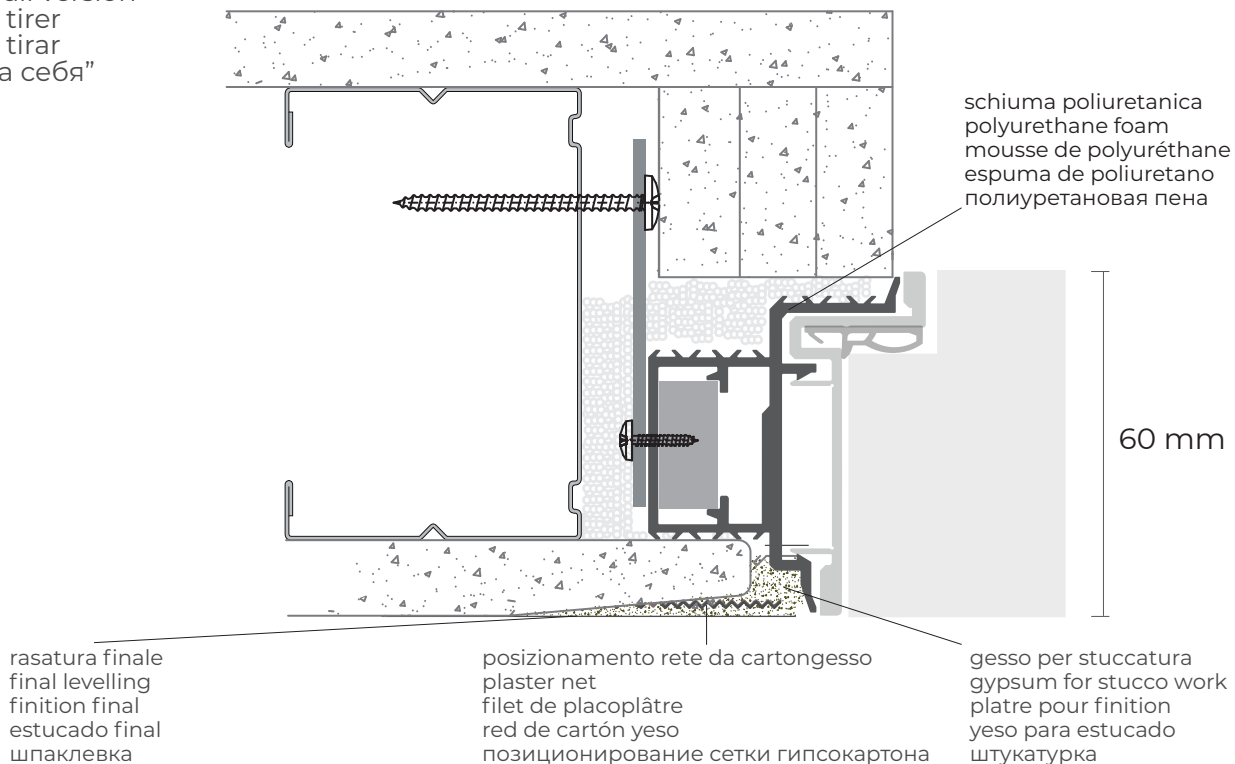 version
tirer
tirar
себя”
schiuma poliuretanica
polyurethane foam
mousse de polyuréthane
espuma de poliuretano
полиуретановая пена
60 mm
rasatura finale
final levelling
finition final
estucado final
шпаклевка
posizionamento rete da cartongesso
plaster net
filet de placoplâtre
red de cartón yeso
позиционирование сетки гипсокартона
gesso per stuccatura
gypsum for stucco work
platre pour finition
yeso para estucado
штукатурка